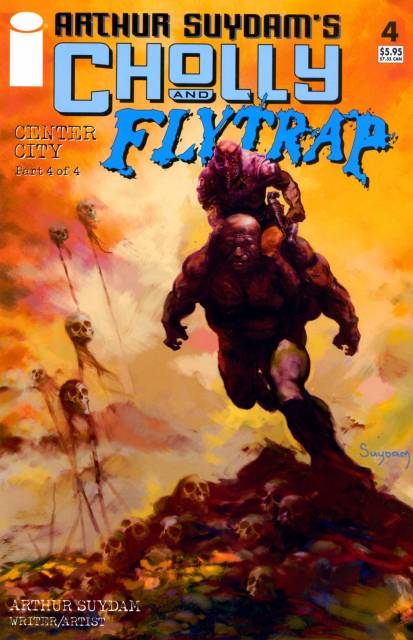 ARTHUR SUYDAM'S
CHOLLY
AND
FLYTRAP
4
$5.95
$7.55 CAN
CENTER
CITY
Part 4 of 4
Suydam
ARTHUR SUYDAM
WRITER/ARTIST